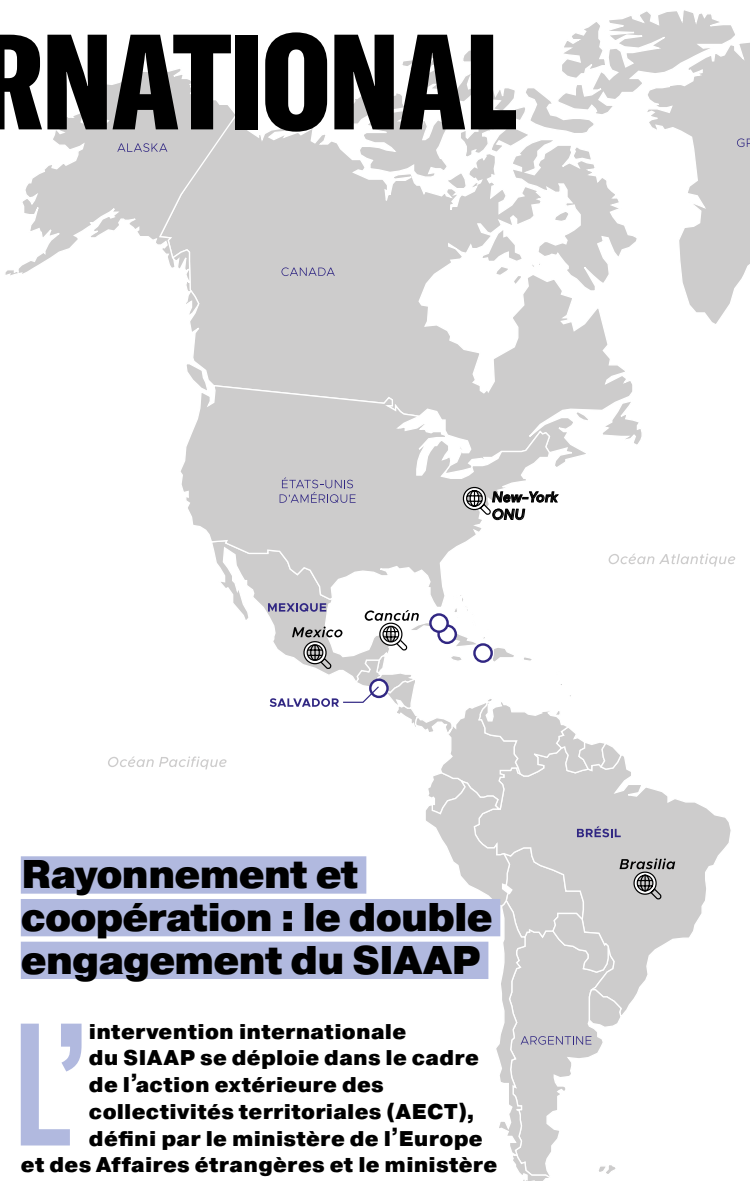 RNATIONAL
ALASKA
GR
CANADA
ÉTATS-UNIS
D'AMÉRIQUE
New-York
ONU
Océan Atlantique
MEXIQUE
Mexico
Cancún
SALVADOR
Océan Pacifique
BRÉSIL
Brasilia
ARGENTINE
Rayonnement et
coopération : le double
engagement du SIAAP
L’intervention internationale
du SIAAP se déploie dans le cadre
de l’action extérieure des
collectivités territoriales (AECT),
défini par le ministère de l’Europe
et des Affaires étrangères et le ministère